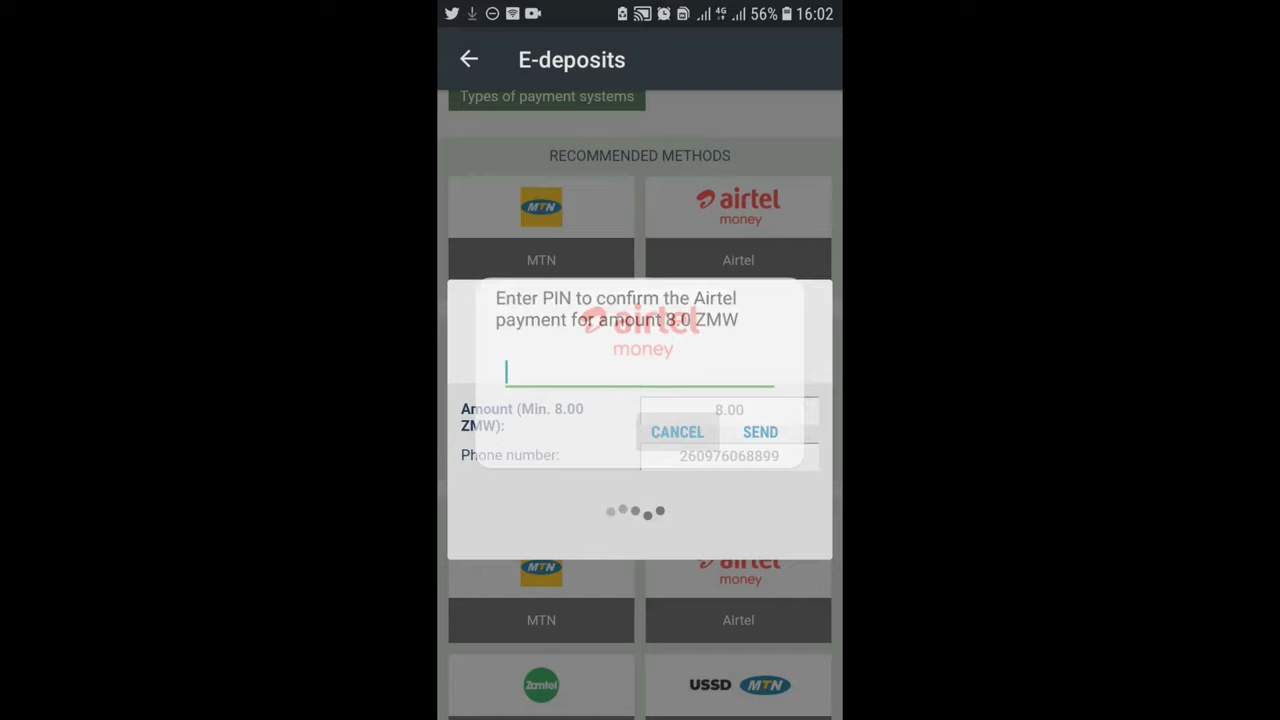 4G 56% 16:02
E-deposits
Types of payment systems
RECOMMENDED METHODS
MTN
airtel
money
MTN
Airtel
Enter PIN to confirm the Airtel
payment for amount 8.0 ZMW
airtel
money
Amount (Min. 8.00
ZMW):
8.00
CANCEL SEND
Phone number:
260976068899
MTN
airtel
money
MTN
Airtel
Zamtel
USSD MTN